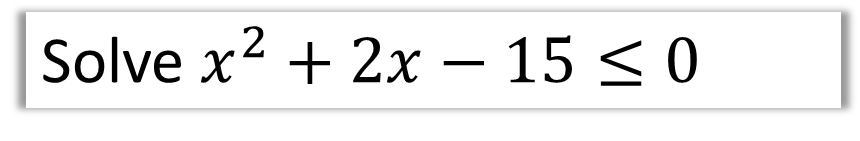 Solve x² + 2x − 15 ≤ 0